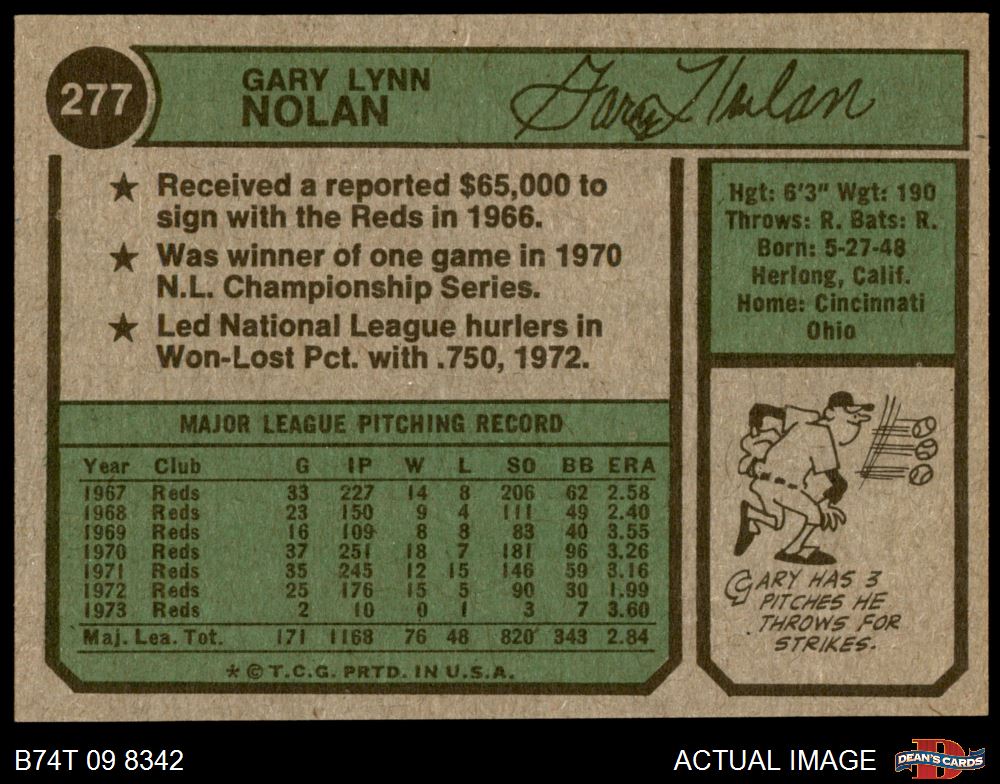 277
GARY LYNN
NOLAN
Gary Nolan
★ Received a reported $65,000 to
sign with the Reds in 1966.
★ Was winner of one game in 1970
N.L. Championship Series.
★ Led National League hurlers in
Won-Lost Pct. with .750, 1972.
Hgt: 6'3" Wgt: 190
Throws: R. Bats: R.
Born: 5-27-48
Herlong, Calif.
Home: Cincinnati
Ohio
MAJOR LEAGUE PITCHING RECORD
Year Club G IP W L SO BB ERA
1967 Reds 33 227 14 8 206 62 2.58
1968 Reds 23 150 9 4 111 49 2.40
1969 Reds 16 109 8 8 83 40 3.55
1970 Reds 37 251 18 7 181 96 3.26
1971 Reds 35 245 12 15 146 59 3.16
1972 Reds 25 176 15 5 90 30 1.99
1973 Reds 2 10 0 1 3 7 3.60
Maj. Lea. Tot. 171 1168 76 48 820 343 2.84
* © T.C.G. PRTD. IN U.S.A.
GARY HAS 3
PITCHES HE
THROWS FOR
STRIKES.
B74T 09 8342
ACTUAL IMAGE
D
DEAN'S CARDS